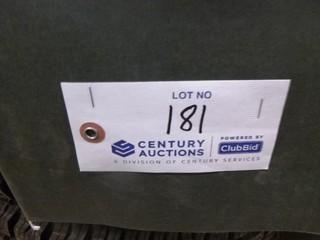 LOT NO
181
CENTURY AUCTIONS
POWERED BY
ClubBid
A DIVISION OF CENTURY SERVICES